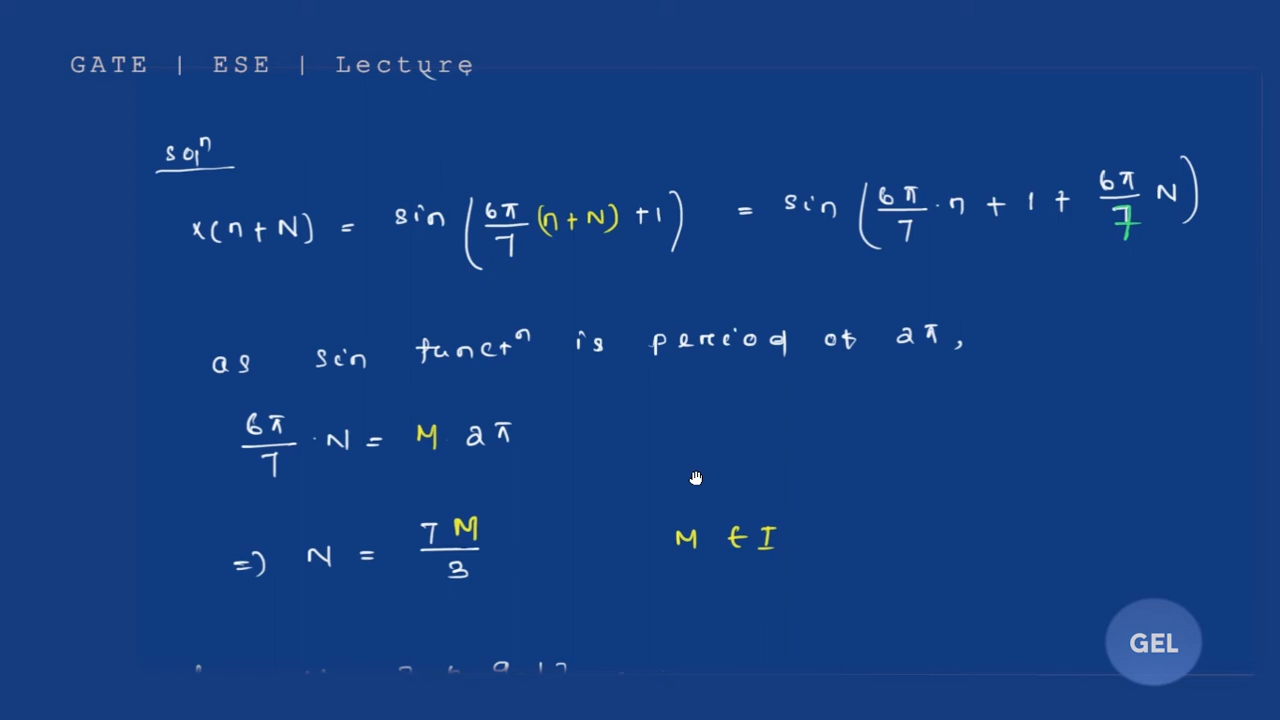 GATE | ESE | Lecture
solⁿ
x(n+N) = sin (6π/7 (n+N) +1) = sin (6π/7 · n + 1 + 6π/7 N)
as sin functⁿ is period of 2π,
6π/7 · N = M 2π
=> N = 7M/3 M ∈ I
GEL